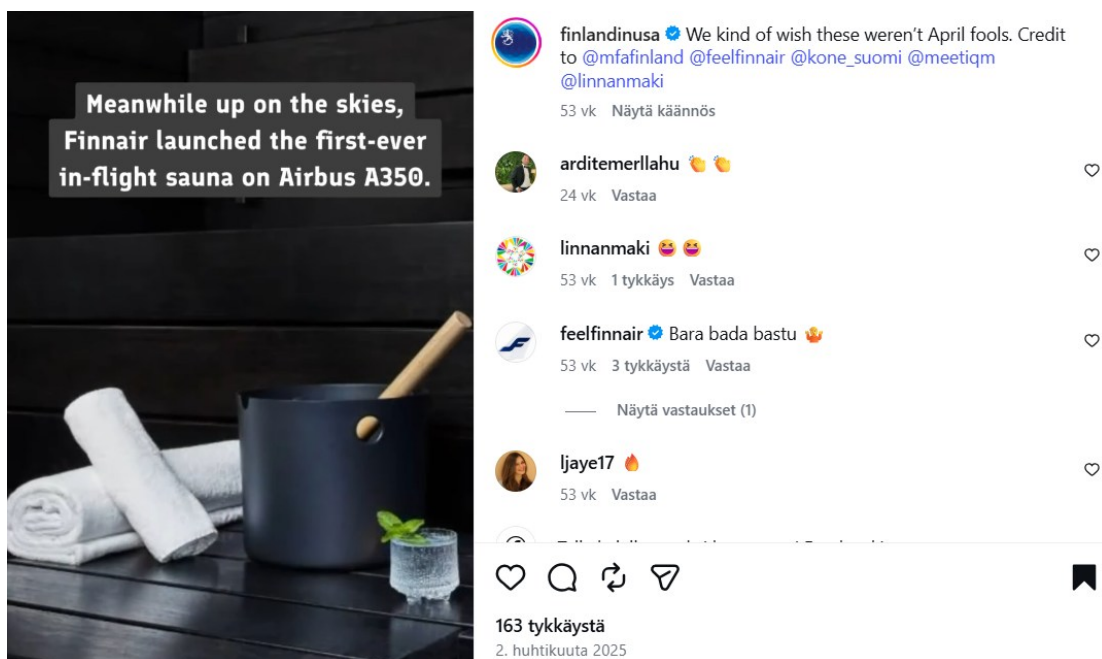 Meanwhile up on the skies,
Finnair launched the first-ever
in-flight sauna on Airbus A350.
finlandinusa We kind of wish these weren't April fools. Credit
to @mfafinland @feelfinnair @kone_suomi @meetiqm
@linnanmaki
53 vk Näytä käännös
arditemerllahu 👏 👏
24 vk Vastaa
linnanmaki 😆 😆
53 vk 1 tykkäys Vastaa
feelfinnair Bara bada bastu 🤷
53 vk 3 tykkäystä Vastaa
Näytä vastaukset (1)
ljaye17 🔥
53 vk Vastaa
163 tykkäystä
2. huhtikuuta 2025